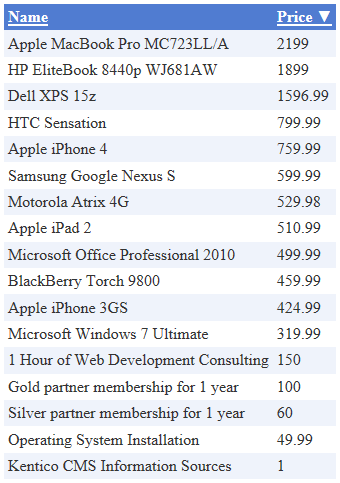 Name Price ▼
Apple MacBook Pro MC723LL/A 2199
HP EliteBook 8440p WJ681AW 1899
Dell XPS 15z 1596.99
HTC Sensation 799.99
Apple iPhone 4 759.99
Samsung Google Nexus S 599.99
Motorola Atrix 4G 529.98
Apple iPad 2 510.99
Microsoft Office Professional 2010 499.99
BlackBerry Torch 9800 459.99
Apple iPhone 3GS 424.99
Microsoft Windows 7 Ultimate 319.99
1 Hour of Web Development Consulting 150
Gold partner membership for 1 year 100
Silver partner membership for 1 year 60
Operating System Installation 49.99
Kentico CMS Information Sources 1